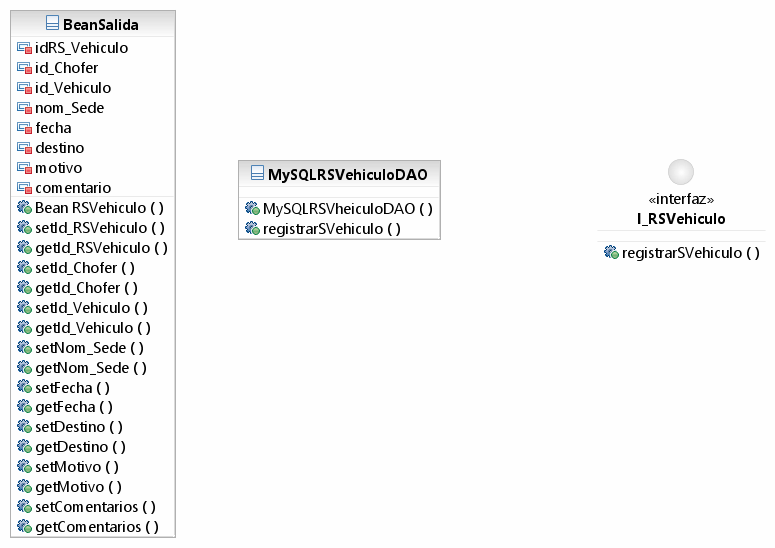 BeanSalida
idRS_Vehiculo
id_Chofer
id_Vehiculo
nom_Sede
fecha
destino
motivo
comentario
Bean RSVehiculo ( )
setId_RSVehiculo ( )
getId_RSVehiculo ( )
setId_Chofer ( )
getId_Chofer ( )
setId_Vehiculo ( )
getId_Vehiculo ( )
setNom_Sede ( )
getNom_Sede ( )
setFecha ( )
getFecha ( )
setDestino ( )
getDestino ( )
setMotivo ( )
getMotivo ( )
setComentarios ( )
getComentarios ( )
MySQLRSVehiculoDAO
MySQLRSVheiculoDAO ( )
registrarSVehiculo ( )
«interfaz»
I_RSVehiculo
registrarSVehiculo ( )